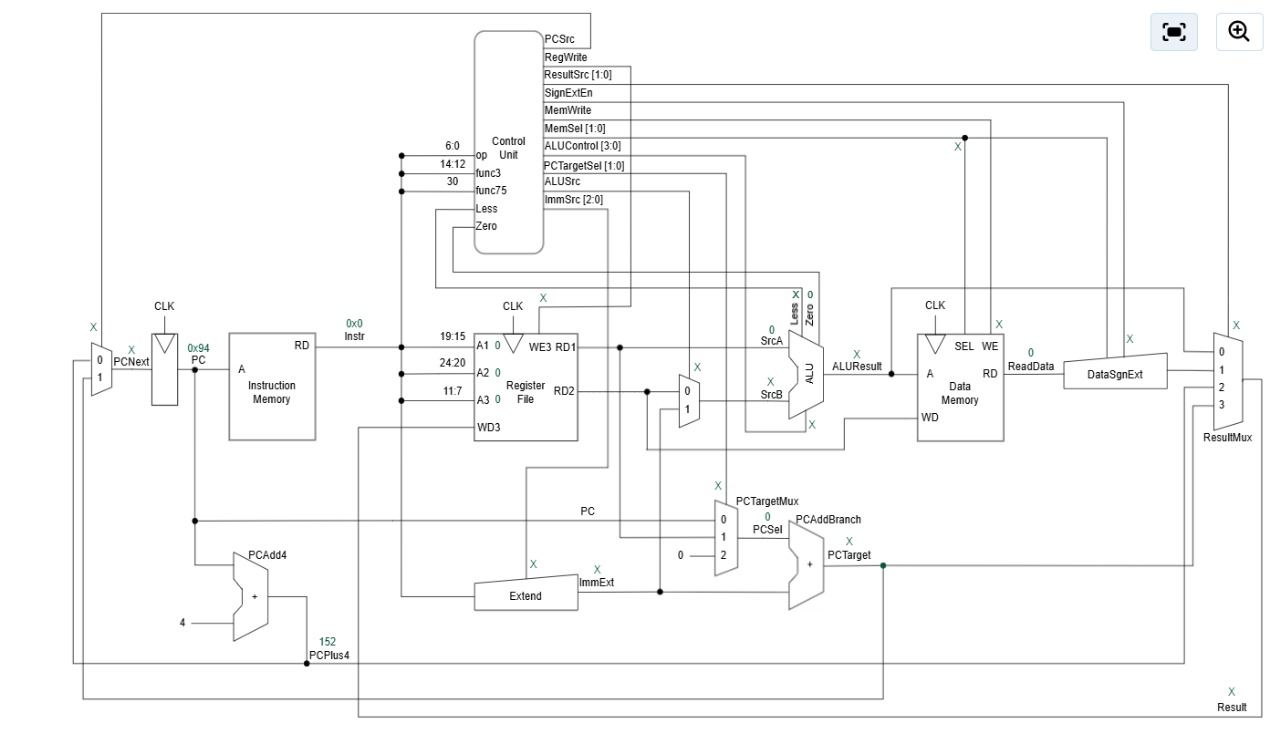 PCSrc
RegWrite
ResultSrc [1:0]
SignExtEn
MemWrite
MemSel [1:0]
ALUControl [3:0]
PCTargetSel [1:0]
ALUSrc
ImmSrc [2:0]
Control
Unit
6:0
op
14:12
func3
30
func75
Less
Zero
X
X
0
1
X
PCNext
CLK
0x94
PC
A
RD
Instruction
Memory
0x0
Instr
CLK
X
19:15
A1 0
WE3 RD1
24:20
A2 0
Register
File
RD2
11:7
A3 0
WD3
X
0
1
0
SrcA
X
SrcB
X 0
Less
Zero
ALU
X
X
ALUResult
CLK
X
SEL WE
A
RD
Data
Memory
WD
0
ReadData
X
DataSgnExt
X
0
1
2
3
ResultMux
PC
X
PCTargetMux
0
1
2
0
0
PCSel
PCAddBranch
+
X
PCTarget
X
Extend
X
ImmExt
PCAdd4
+
4
152
PCPlus4
X
Result